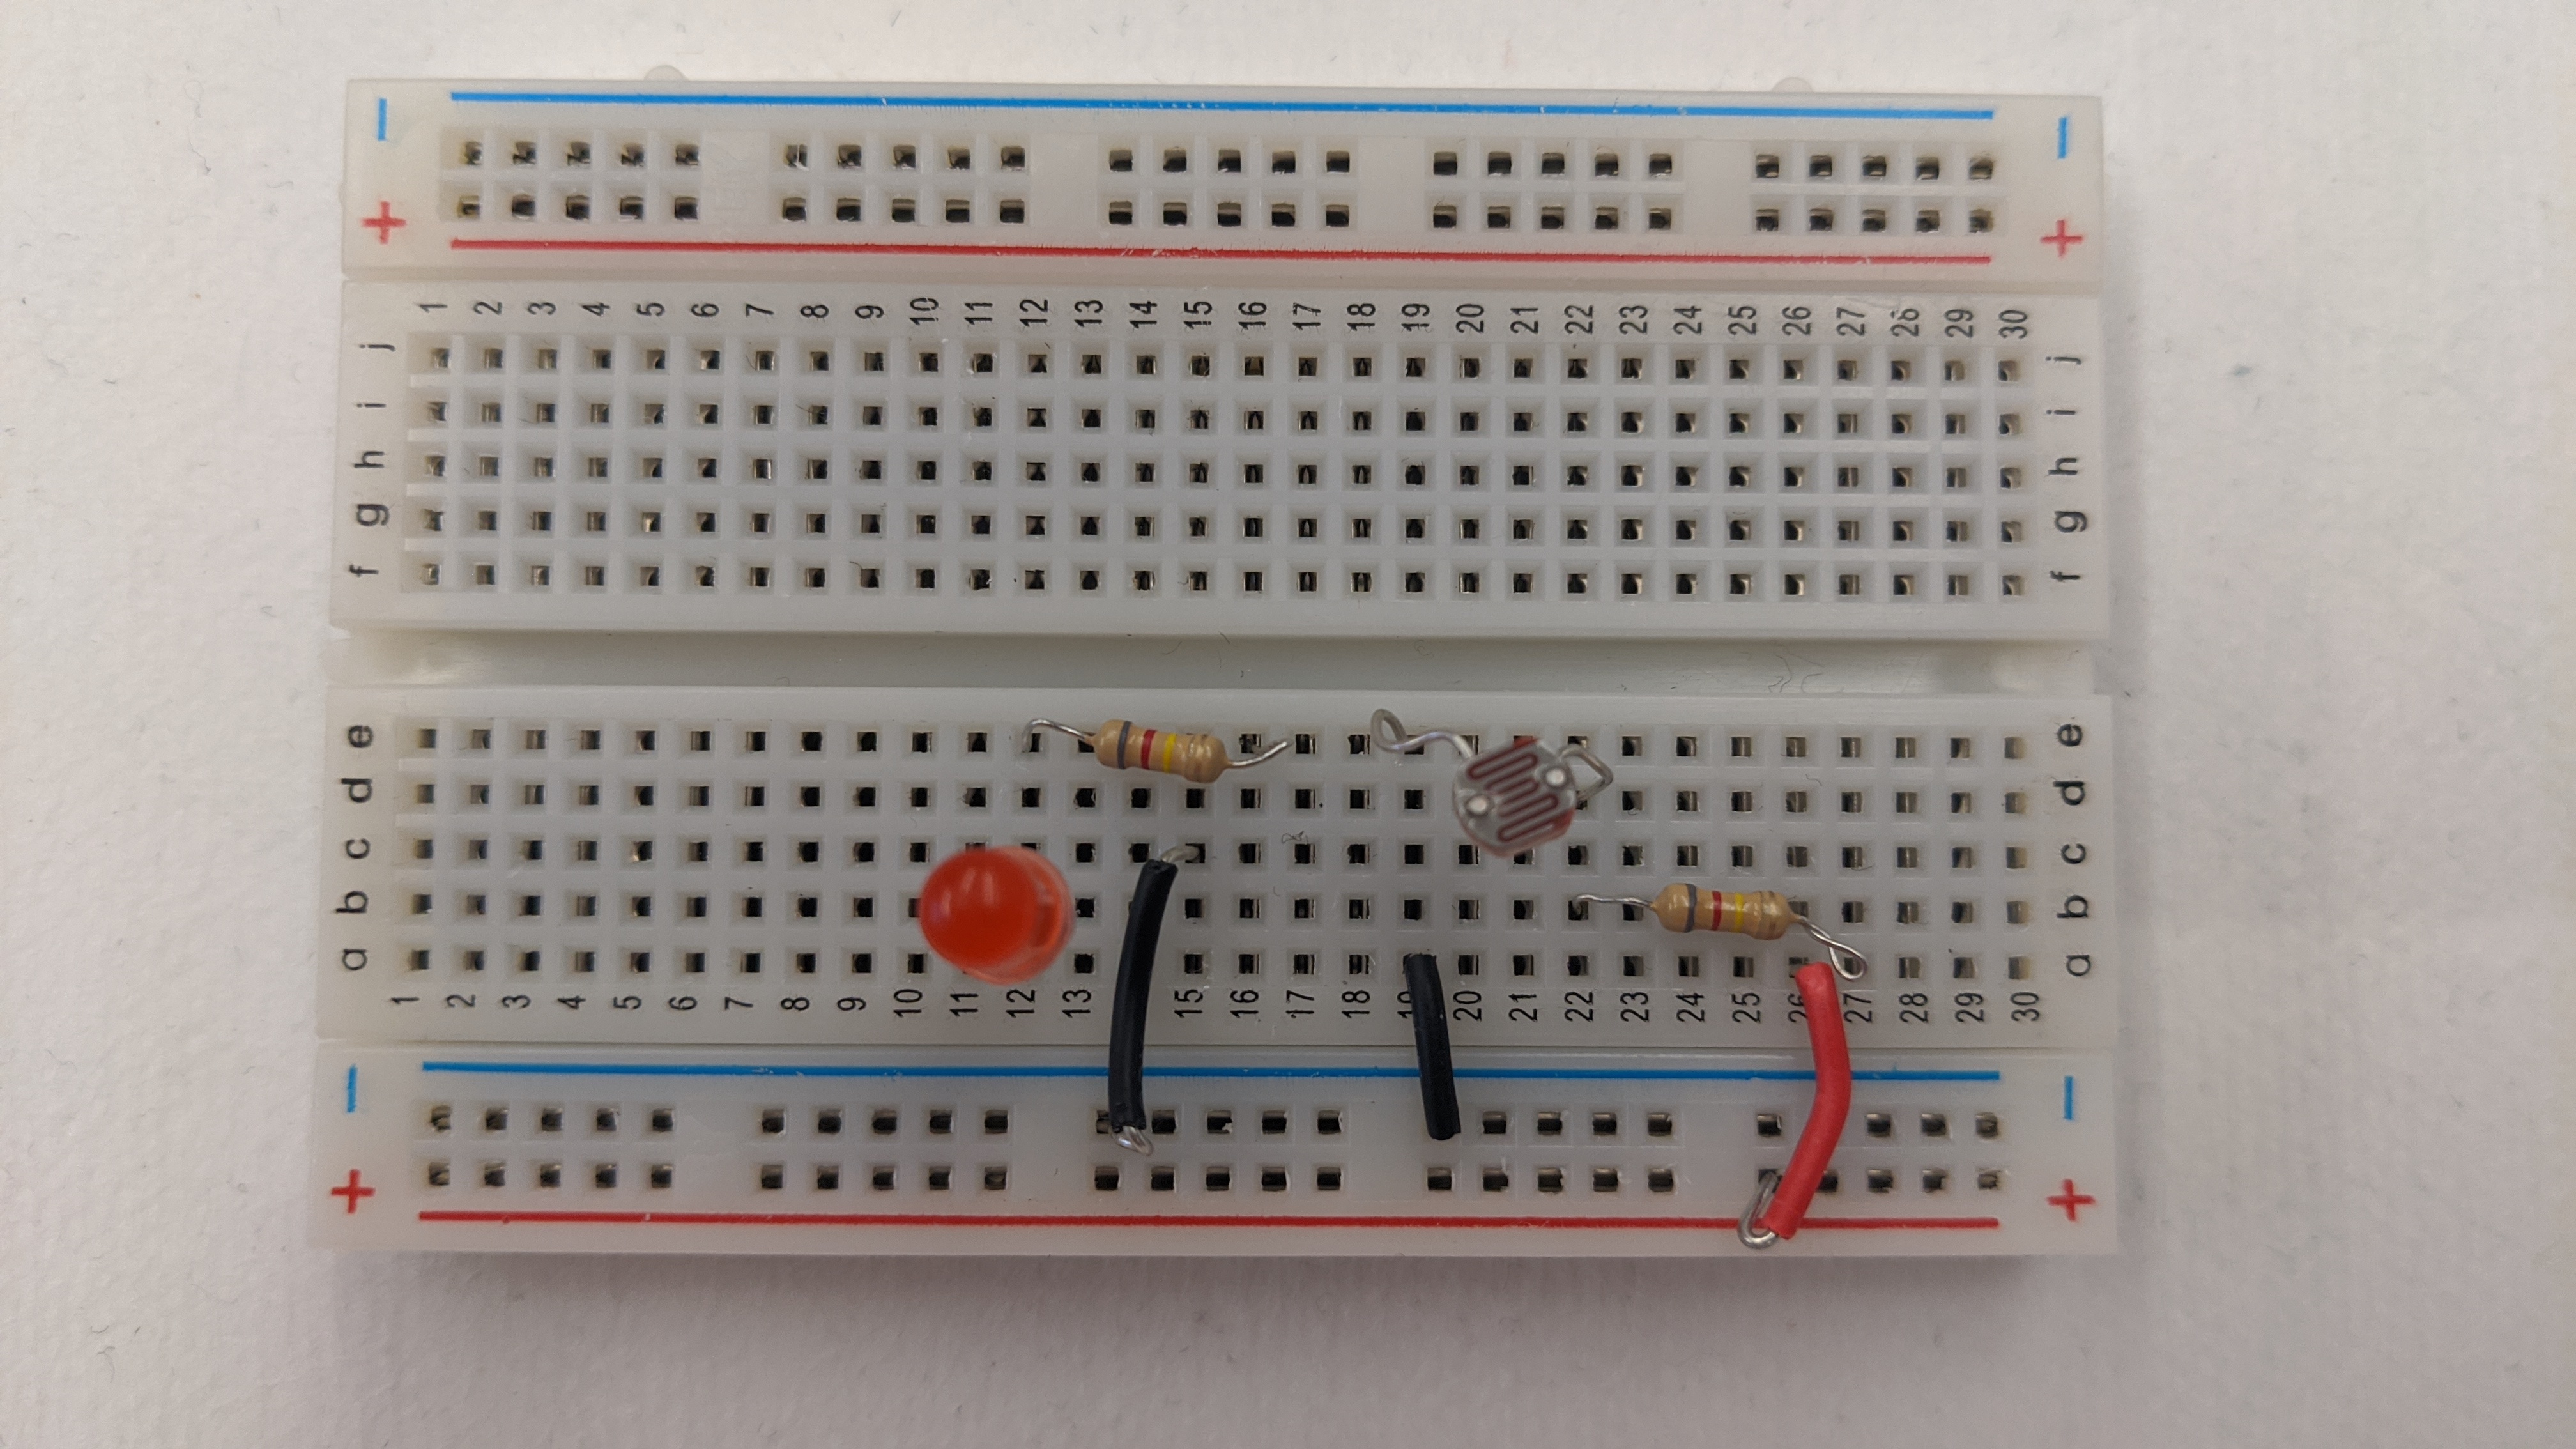 − −
+ +
1 2 3 4 5 6 7 8 9 10 11 12 13 14 15 16 17 18 19 20 21 22 23 24 25 26 27 28 29 30
j j
i i
h h
g g
f f
e e
d d
c c
b b
a a
1 2 3 4 5 6 7 8 9 10 11 12 13 15 16 17 18 19 20 21 22 23 24 25 26 27 28 29 30
− −
+ +